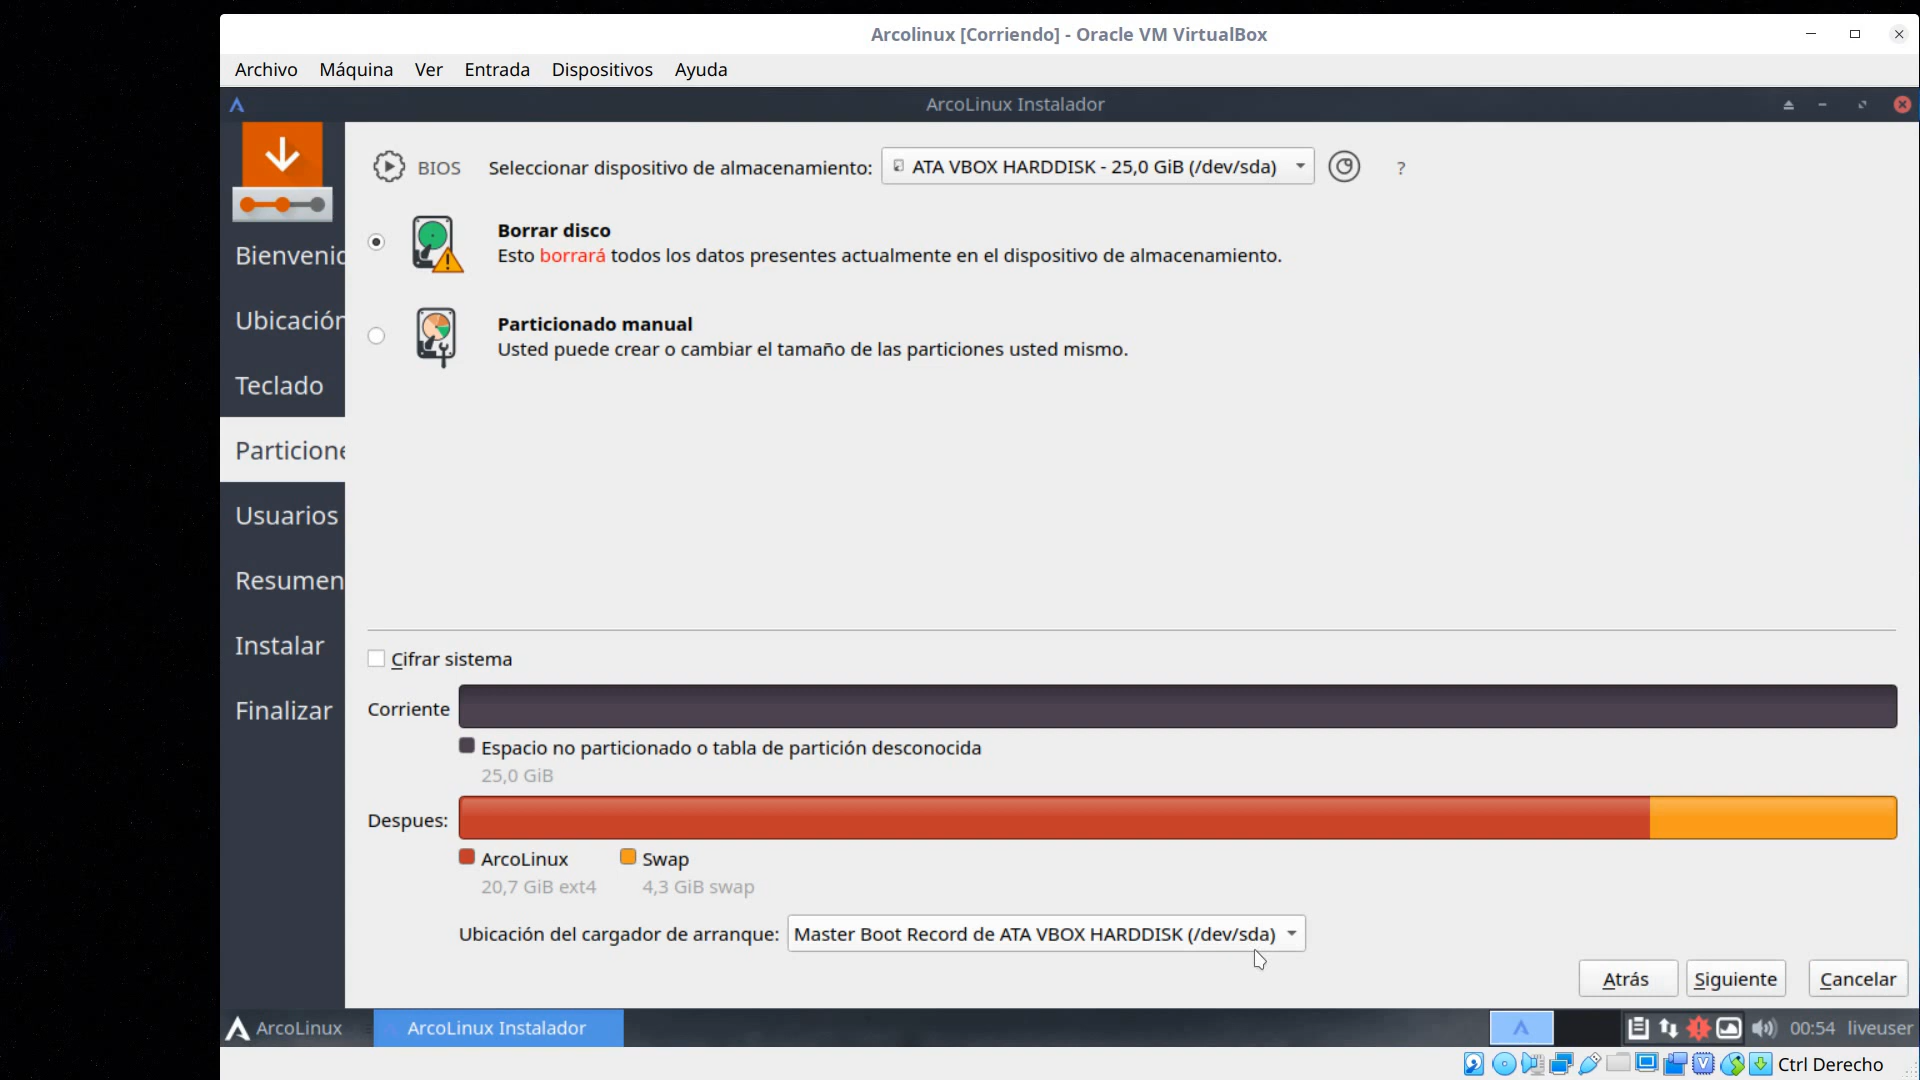 Arcolinux [Corriendo] - Oracle VM VirtualBox
Archivo Máquina Ver Entrada Dispositivos Ayuda
ArcoLinux Instalador
BIOS Seleccionar dispositivo de almacenamiento: ATA VBOX HARDDISK - 25,0 GiB (/dev/sda) ?
Borrar disco
Esto borrará todos los datos presentes actualmente en el dispositivo de almacenamiento.
Particionado manual
Usted puede crear o cambiar el tamaño de las particiones usted mismo.
Bienvenid
Ubicación
Teclado
Particione
Usuarios
Resumen
Instalar
Finalizar
Cifrar sistema
Corriente
Espacio no particionado o tabla de partición desconocida
25,0 GiB
Despues:
ArcoLinux Swap
20,7 GiB ext4 4,3 GiB swap
Ubicación del cargador de arranque: Master Boot Record de ATA VBOX HARDDISK (/dev/sda)
Atrás Siguiente Cancelar
ArcoLinux ArcoLinux Instalador 00:54 liveuser
Ctrl Derecho